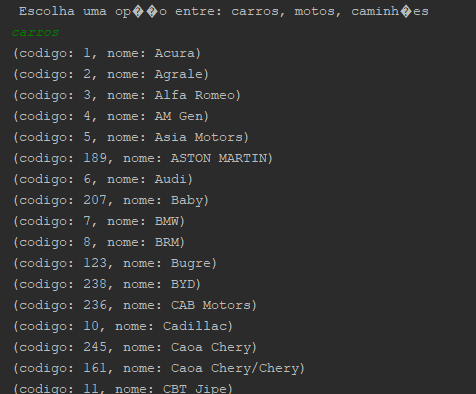 Escolha uma op��o entre: carros, motos, caminh�es
carros
(codigo: 1, nome: Acura)
(codigo: 2, nome: Agrale)
(codigo: 3, nome: Alfa Romeo)
(codigo: 4, nome: AM Gen)
(codigo: 5, nome: Asia Motors)
(codigo: 189, nome: ASTON MARTIN)
(codigo: 6, nome: Audi)
(codigo: 207, nome: Baby)
(codigo: 7, nome: BMW)
(codigo: 8, nome: BRM)
(codigo: 123, nome: Bugre)
(codigo: 238, nome: BYD)
(codigo: 236, nome: CAB Motors)
(codigo: 10, nome: Cadillac)
(codigo: 245, nome: Caoa Chery)
(codigo: 161, nome: Caoa Chery/Chery)
(codigo: 11, nome: CBT Jipe)